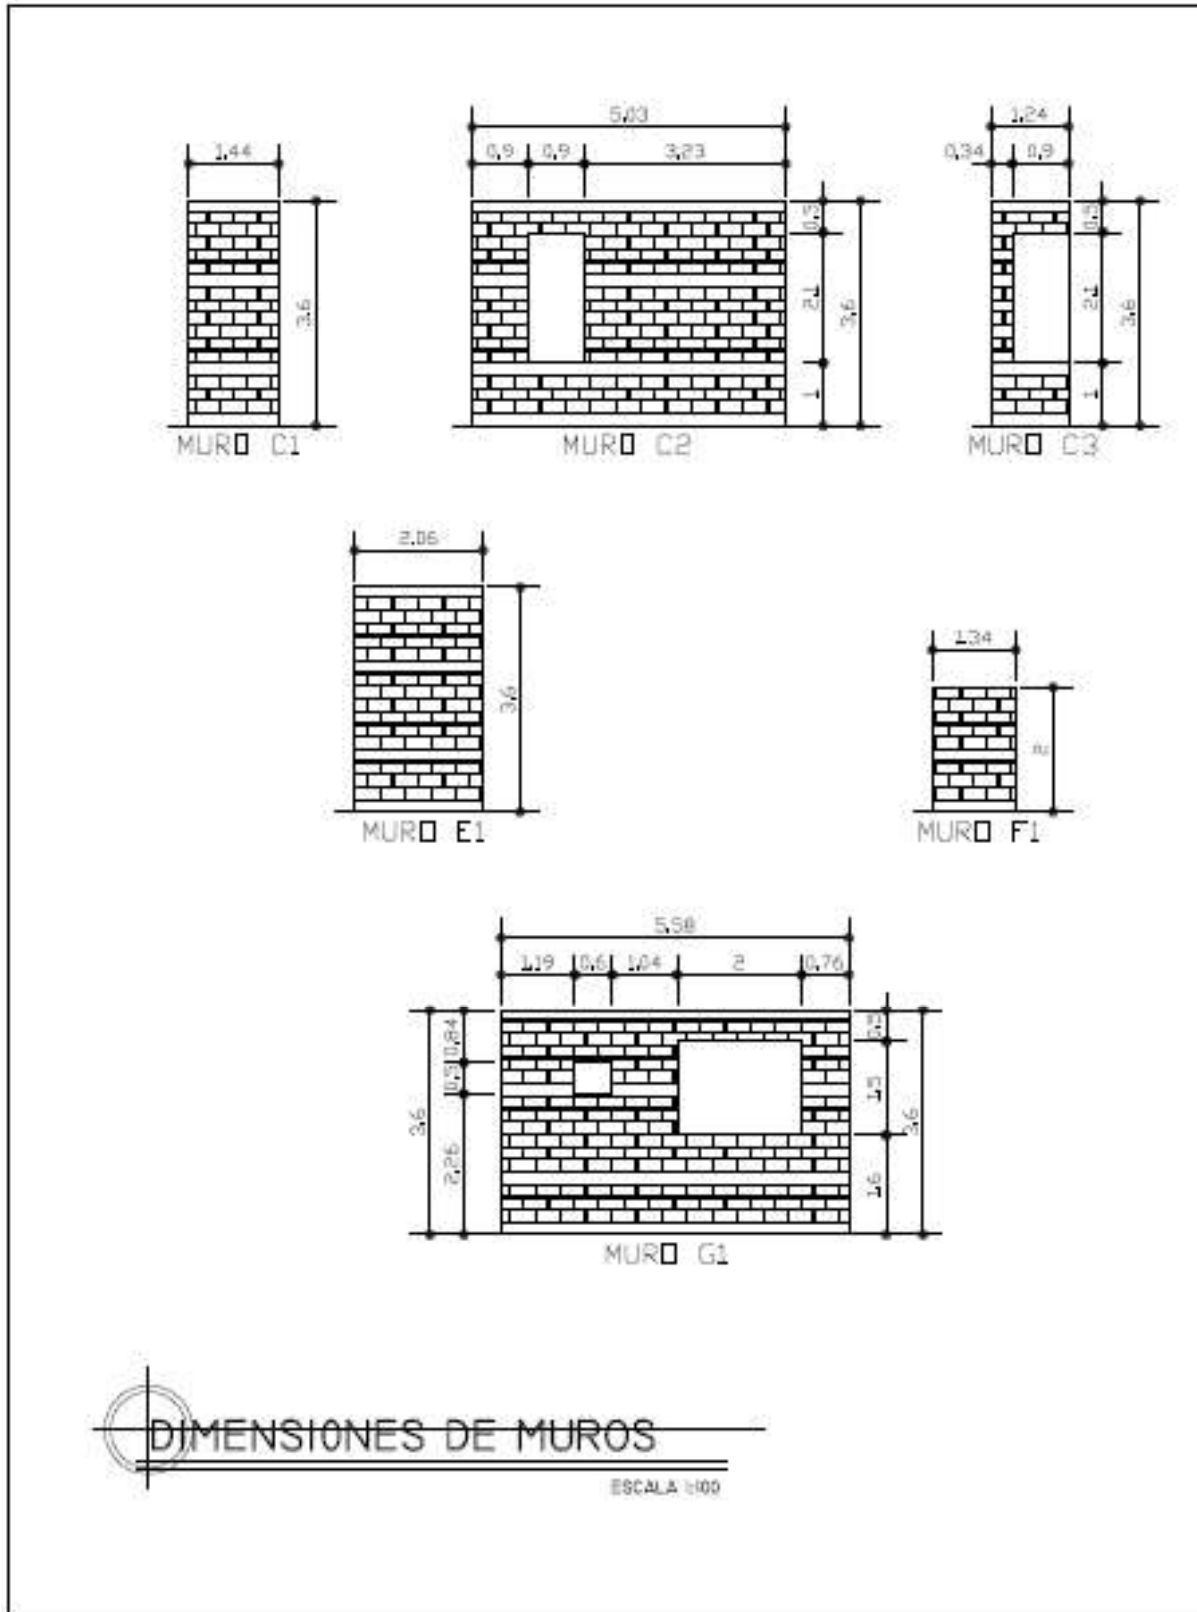 5,03
1,24
1,44
0,9 0,9 3,23
0,34 0,9
0,5
0,5
3,6
2,1
3,6
2,1
3,6
1
1
MURO C1
MURO C2
MURO C3
2,06
1,34
3,6
2
MURO E1
MURO F1
5,58
1,19 0,6 1,04 2 0,76
0,84
0,5
0,5
1,5
3,6
3,6
2,26
1,6
MURO G1
DIMENSIONES DE MUROS
ESCALA 1:100